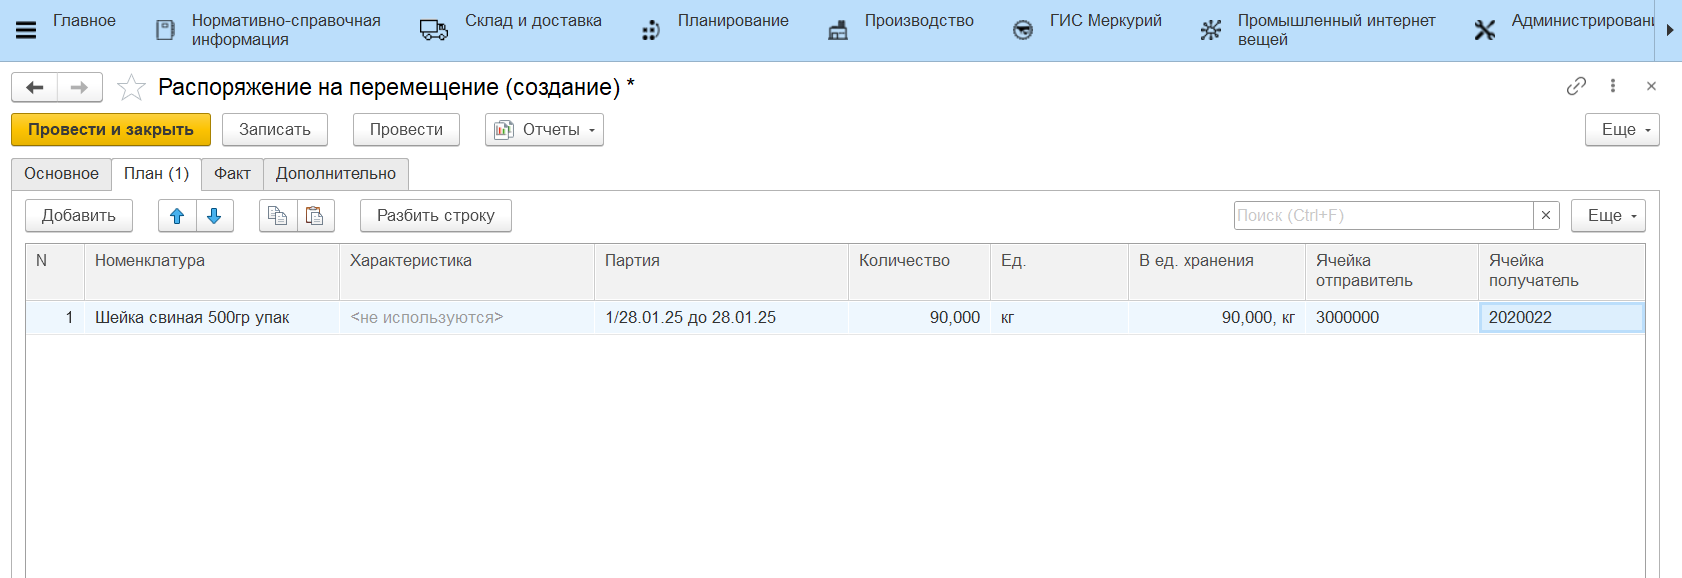 Главное
Нормативно-справочная
информация
Склад и доставка
Планирование
Производство
ГИС Меркурий
Промышленный интернет
вещей
Администрировани
Распоряжение на перемещение (создание) *
Провести и закрыть
Записать
Провести
Отчеты
Еще
Основное
План (1)
Факт
Дополнительно
Добавить
Разбить строку
Поиск (Ctrl+F)
×
Еще
N
Номенклатура
Характеристика
Партия
Количество
Ед.
В ед. хранения
Ячейка
отправитель
Ячейка
получатель
1
Шейка свиная 500гр упак
<не используются>
1/28.01.25 до 28.01.25
90,000
кг
90,000, кг
3000000
2020022